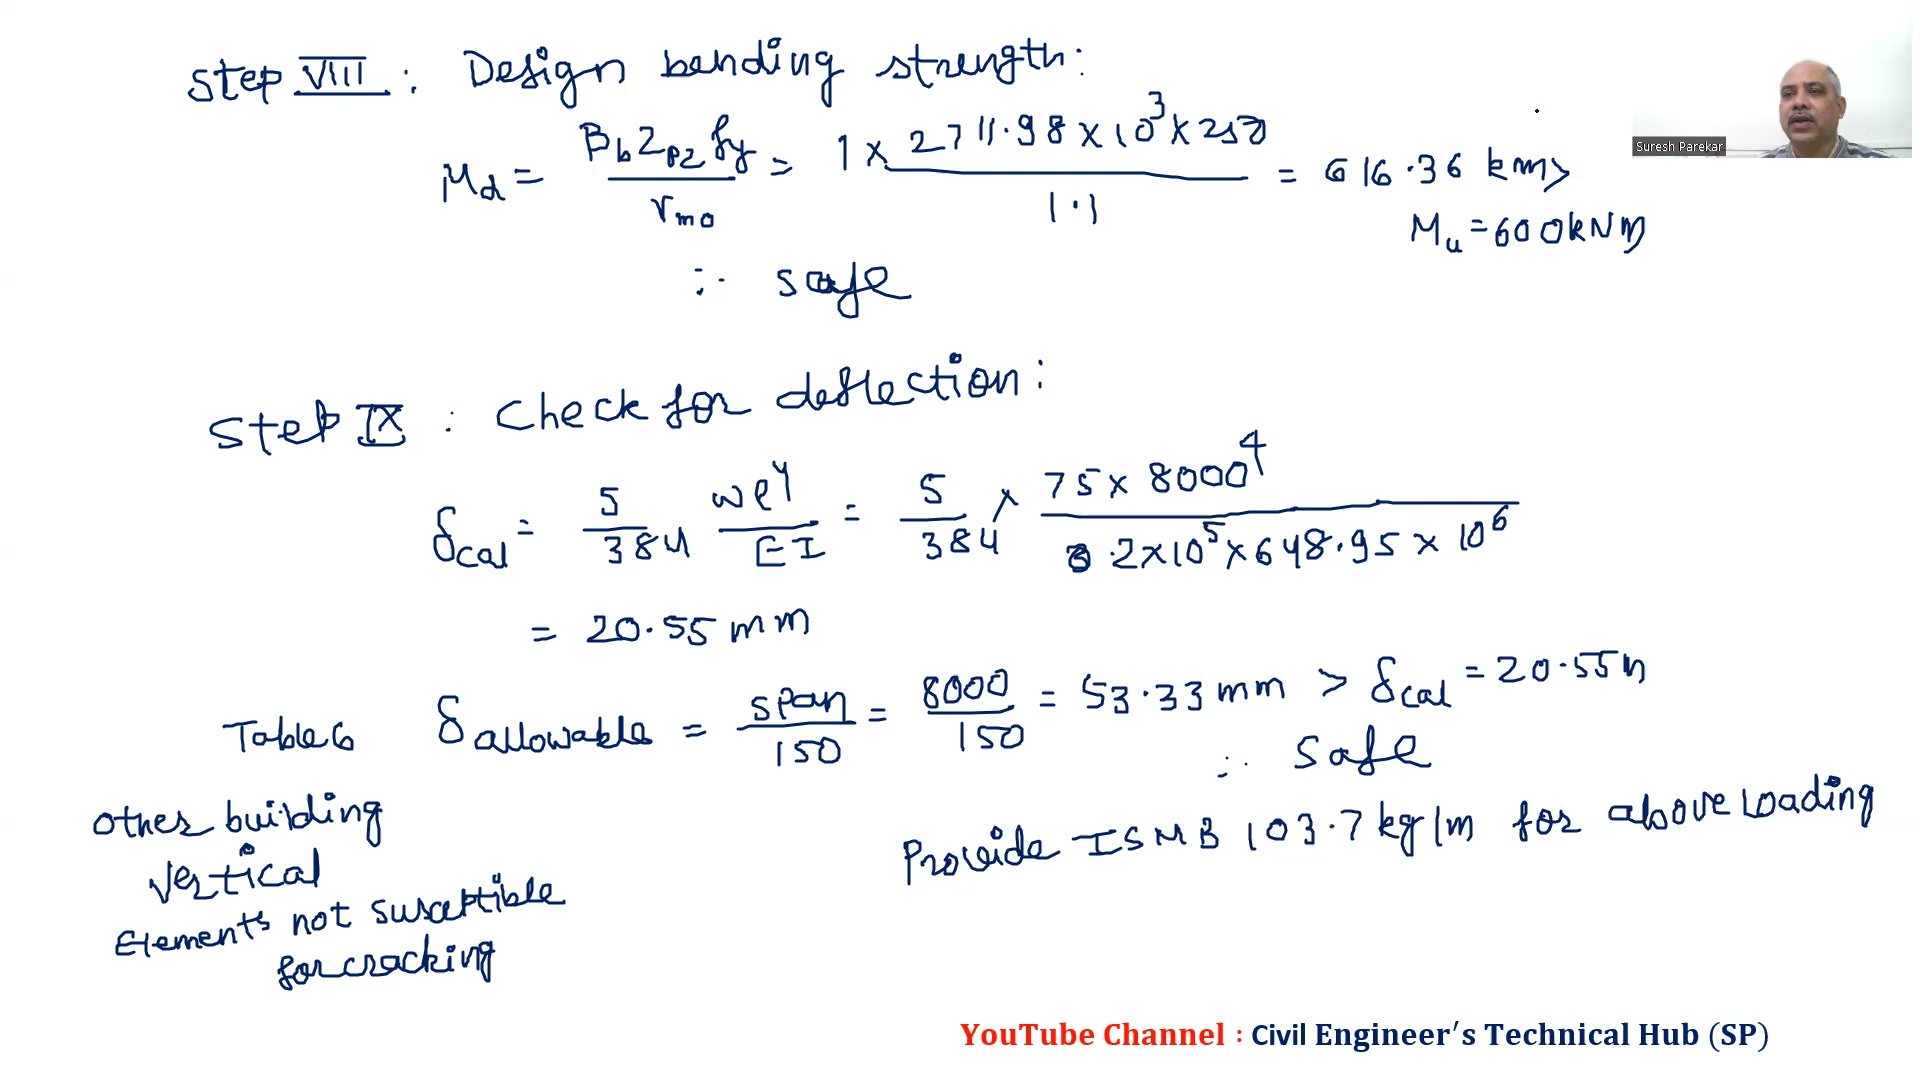 Step VIII : Design bending strength:
Md = βb Zpz fy / γm0 = 1 × 2711.98 × 10³ × 250 / 1.1 = 616.36 kNm >
Mu = 600 kNm
∴ safe
Suresh Parekar
Step IX : Check for deflection:
δcal = 5/384 wl⁴/EI = 5/384 × 75 × 8000⁴ / 2×10⁵ × 648.95 × 10⁶
= 20.55 mm
Table 6 δallowable = span/150 = 8000/150 = 53.33 mm > δcal = 20.55 m
∴ Safe
other building
Vertical
Elements not susceptible
for cracking
Provide ISMB 103.7 kg/m for above loading
YouTube Channel : Civil Engineer's Technical Hub (SP)